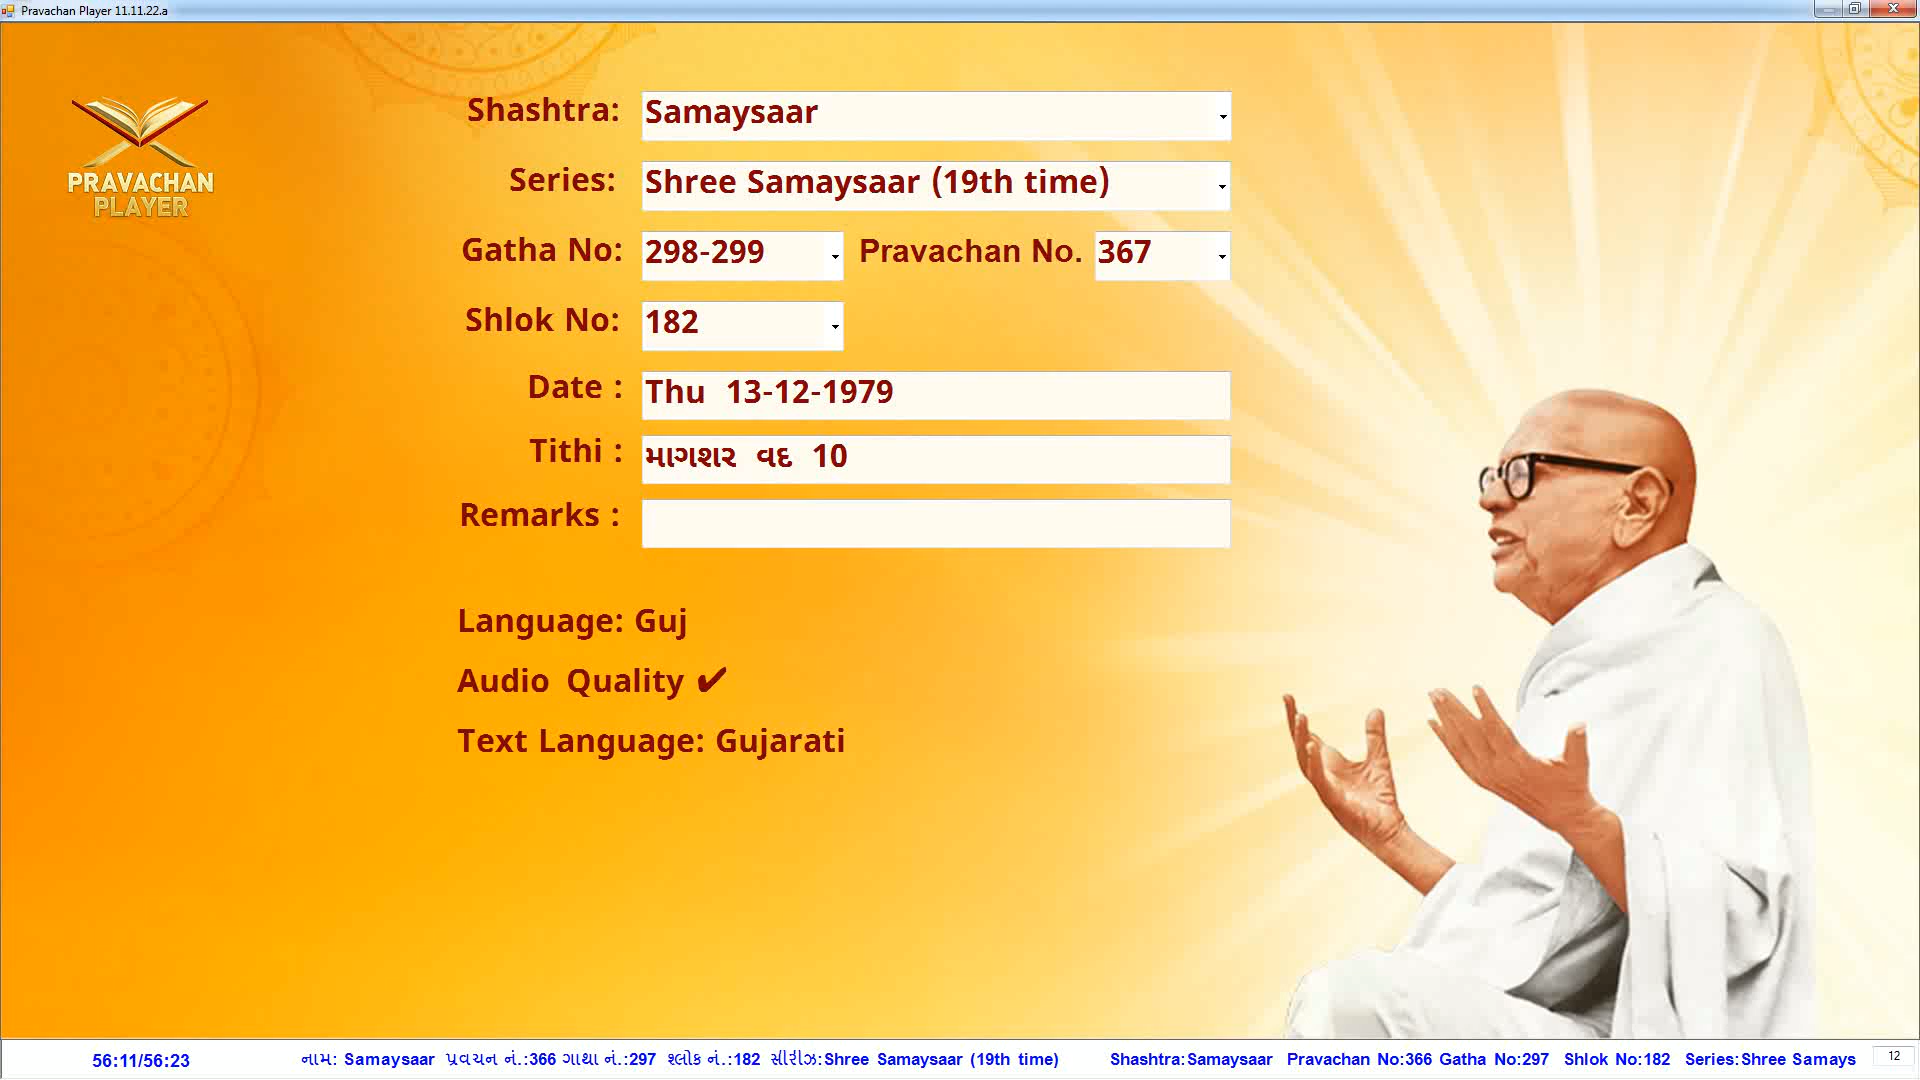 Pravachan Player 11.11.22.a
PRAVACHAN
PLAYER
Shashtra: Samaysaar
Series: Shree Samaysaar (19th time)
Gatha No: 298-299 Pravachan No. 367
Shlok No: 182
Date : Thu 13-12-1979
Tithi : માગશર વદ 10
Remarks :
Language: Guj
Audio Quality ✔
Text Language: Gujarati
56:11/56:23 નામ: Samaysaar પ્રવચન નં.:366 ગાથા નં.:297 શ્લોક નં.:182 સીરીઝ:Shree Samaysaar (19th time) Shashtra:Samaysaar Pravachan No:366 Gatha No:297 Shlok No:182 Series:Shree Samays 12